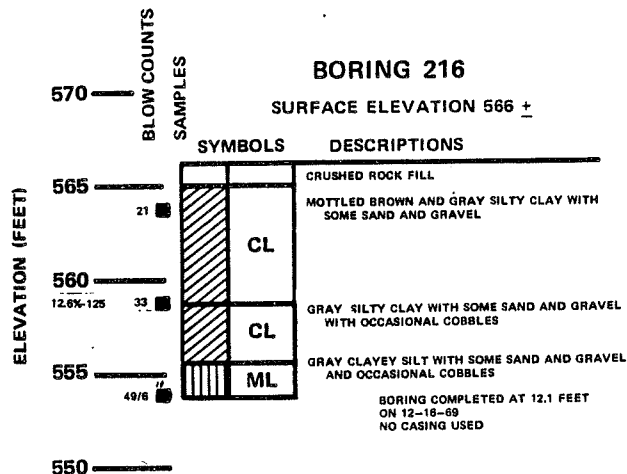 BORING 216
SURFACE ELEVATION 566 ±
BLOW COUNTS
SAMPLES
SYMBOLS DESCRIPTIONS
ELEVATION (FEET)
570
565
560
555
550
CRUSHED ROCK FILL
21
CL
MOTTLED BROWN AND GRAY SILTY CLAY WITH
SOME SAND AND GRAVEL
12.6%-125 33
CL
GRAY SILTY CLAY WITH SOME SAND AND GRAVEL
WITH OCCASIONAL COBBLES
49/6"
ML
GRAY CLAYEY SILT WITH SOME SAND AND GRAVEL
AND OCCASIONAL COBBLES
BORING COMPLETED AT 12.1 FEET
ON 12-16-69
NO CASING USED